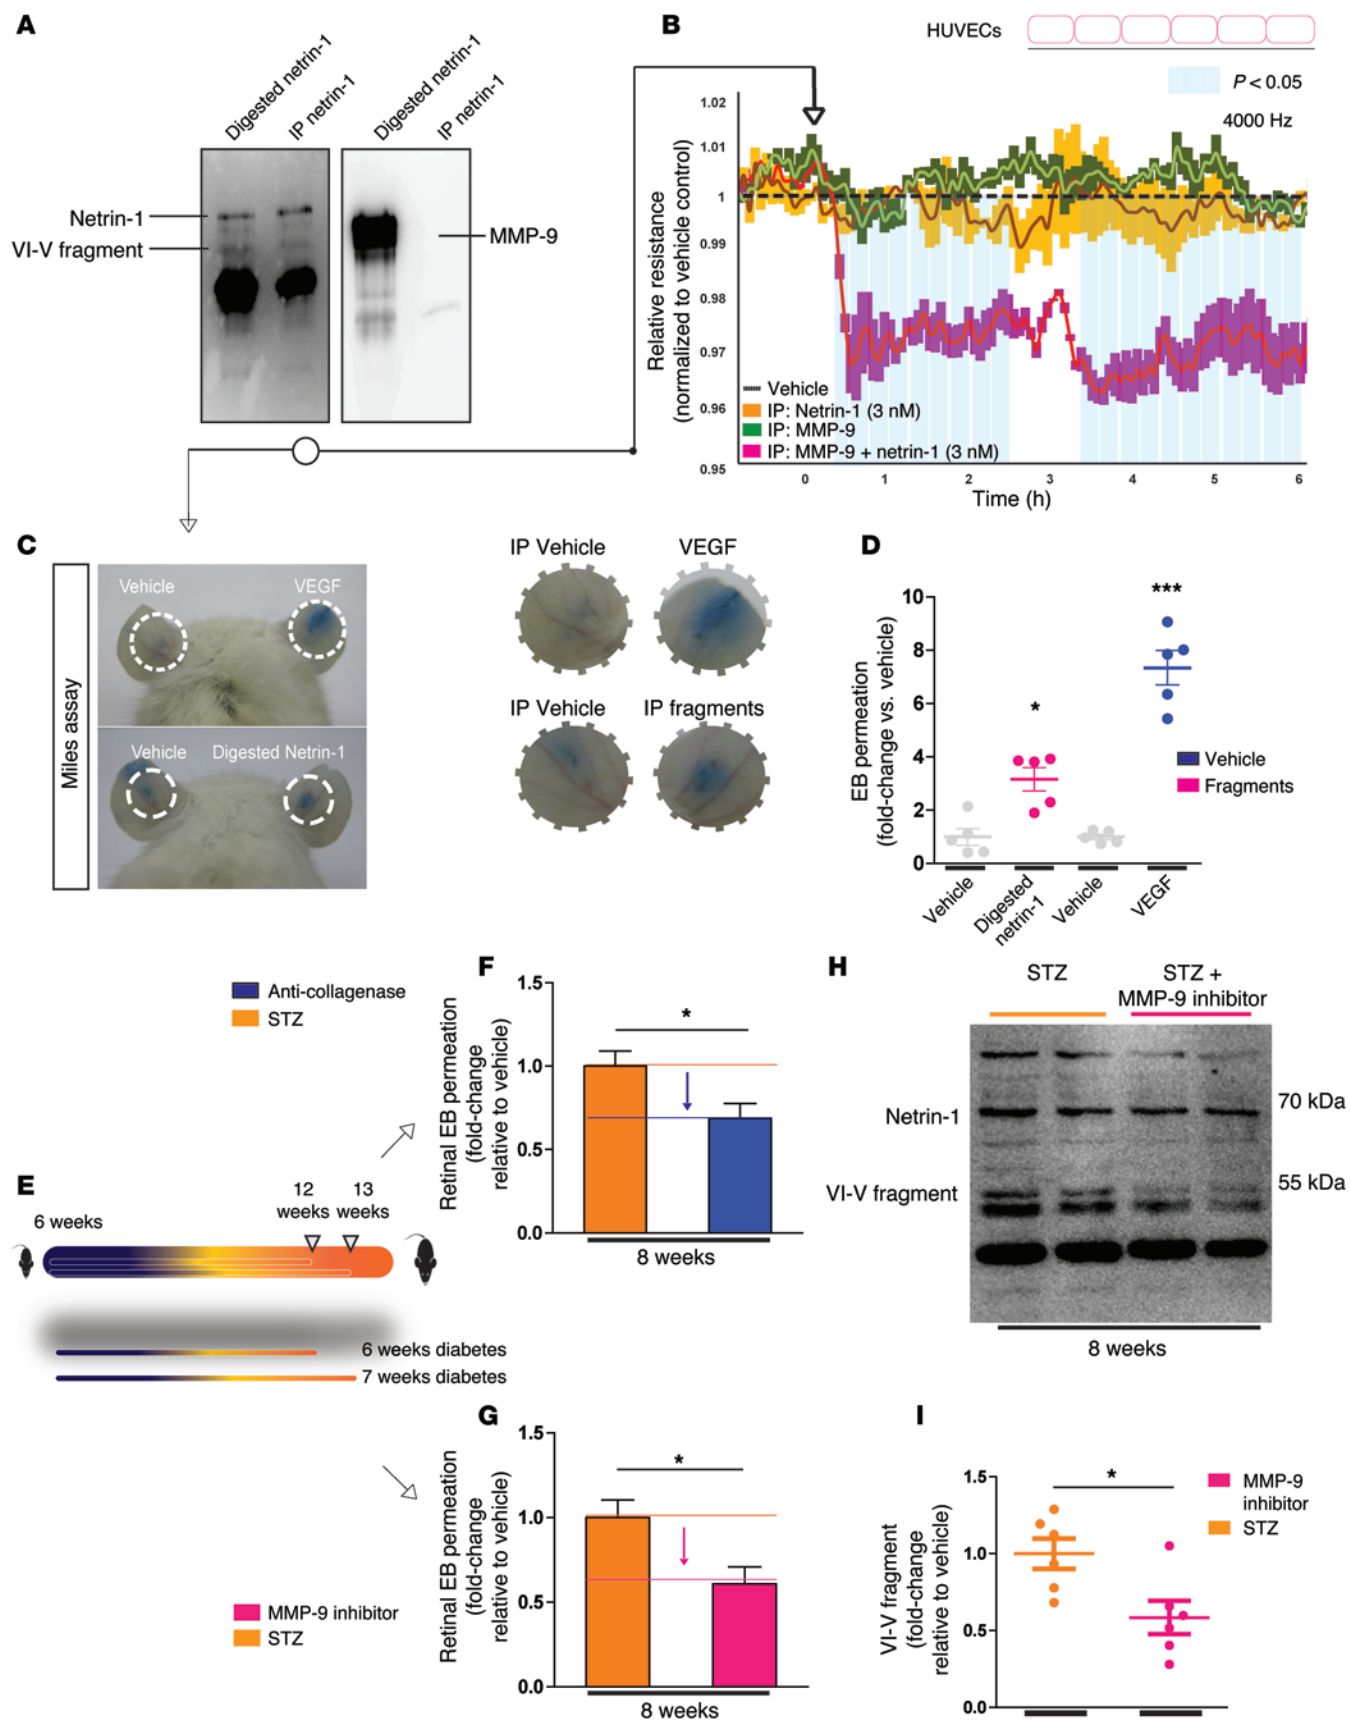 A
Digested netrin-1
IP netrin-1
Digested netrin-1
IP netrin-1
Netrin-1
VI-V fragment
MMP-9
B
HUVECs
P < 0.05
4000 Hz
Relative resistance
(normalized to vehicle control)
1.02
1.01
1
0.99
0.98
0.97
0.96
0.95
Vehicle
IP: Netrin-1 (3 nM)
IP: MMP-9
IP: MMP-9 + netrin-1 (3 nM)
0 1 2 3 4 5 6
Time (h)
C
Miles assay
Vehicle VEGF
Vehicle Digested Netrin-1
IP Vehicle VEGF
IP Vehicle IP fragments
D
EB permeation
(fold-change vs. vehicle)
10
8
6
4
2
0
*
***
Vehicle
Fragments
Vehicle
Digested
netrin-1
Vehicle
VEGF
E
6 weeks
12
weeks
13
weeks
6 weeks diabetes
7 weeks diabetes
F
Anti-collagenase
STZ
Retinal EB permeation
(fold-change
relative to vehicle)
1.5
1.0
0.5
0.0
*
8 weeks
G
MMP-9 inhibitor
STZ
Retinal EB permeation
(fold-change
relative to vehicle)
1.5
1.0
0.5
0.0
*
8 weeks
H
STZ
STZ +
MMP-9 inhibitor
Netrin-1
VI-V fragment
70 kDa
55 kDa
8 weeks
I
VI-V fragment
(fold-change
relative to vehicle)
1.5
1.0
0.5
0.0
*
MMP-9
inhibitor
STZ